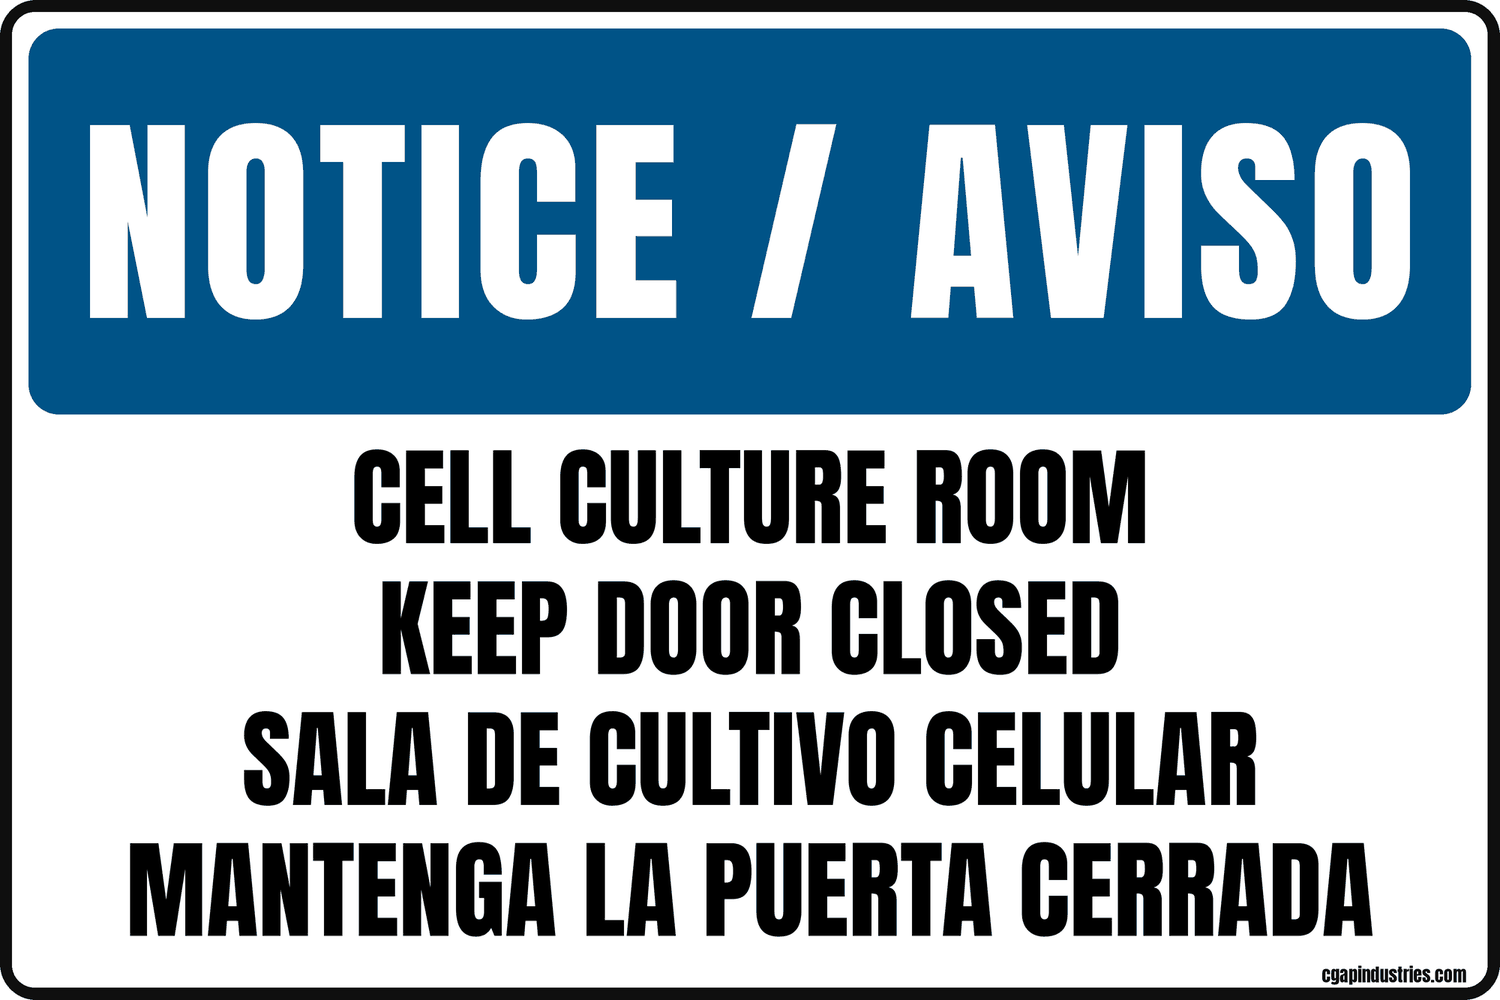 NOTICE / AVISO
CELL CULTURE ROOM
KEEP DOOR CLOSED
SALA DE CULTIVO CELULAR
MANTENGA LA PUERTA CERRADA
cgapindustries.com